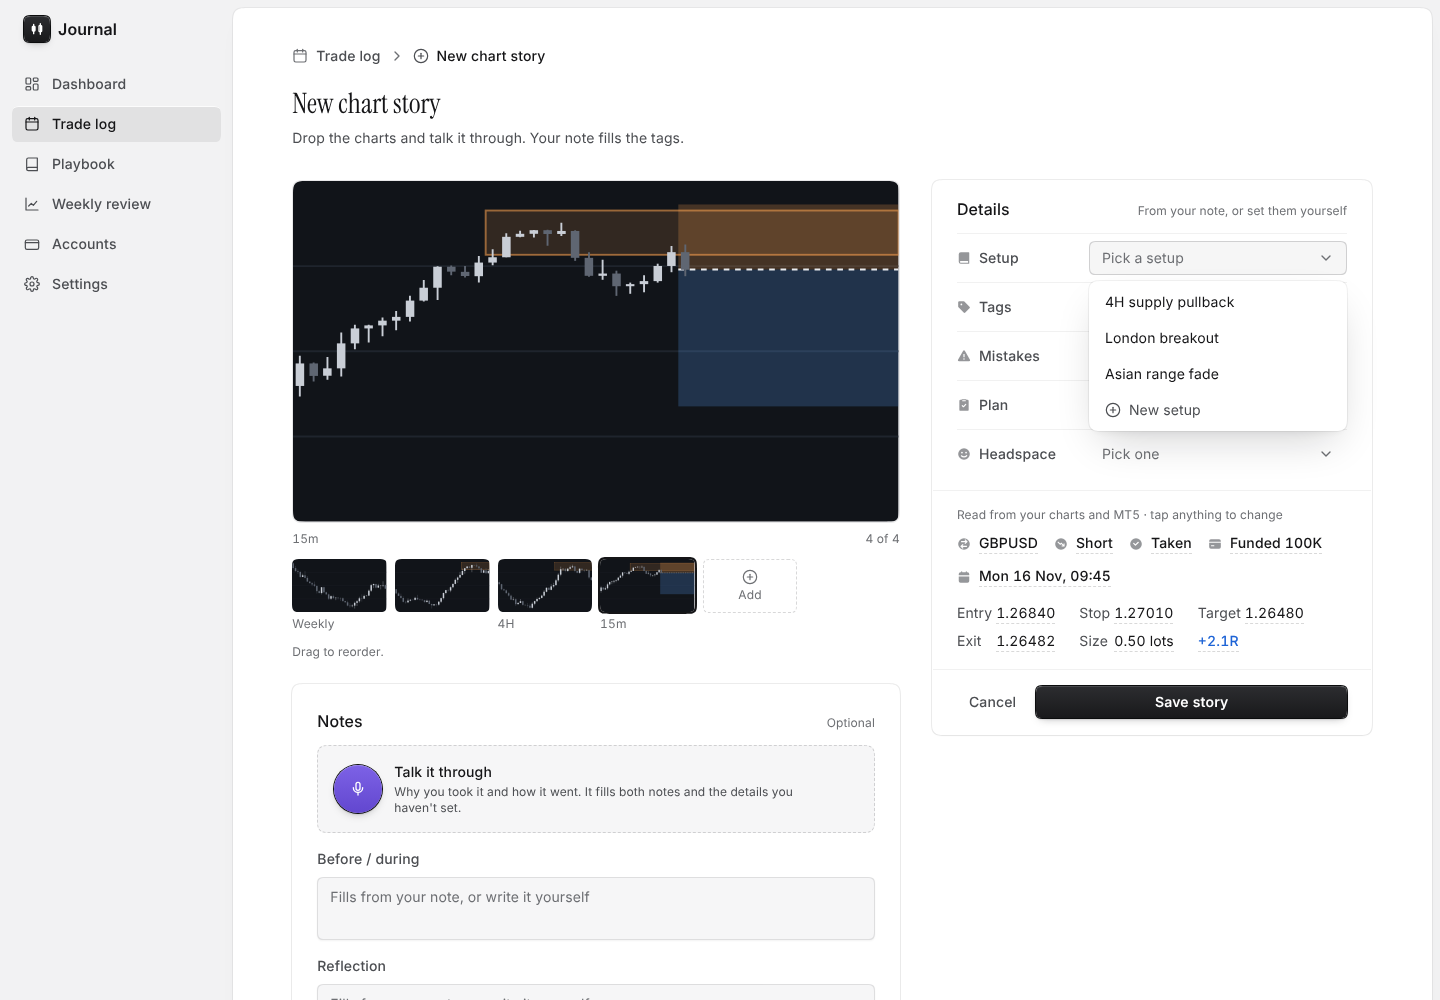 Journal
Dashboard
Trade log
Playbook
Weekly review
Accounts
Settings
Trade log
New chart story
New chart story
Drop the charts and talk it through. Your note fills the tags.
15m
4 of 4
Weekly
4H
15m
Add
Drag to reorder.
Notes
Optional
Talk it through
Why you took it and how it went. It fills both notes and the details you
haven't set.
Before / during
Fills from your note, or write it yourself
Reflection
Details
From your note, or set them yourself
Setup
Pick a setup
4H supply pullback
London breakout
Asian range fade
New setup
Tags
Mistakes
Plan
Headspace
Pick one
Read from your charts and MT5 · tap anything to change
GBPUSD
Short
Taken
Funded 100K
Mon 16 Nov, 09:45
Entry 1.26840
Stop 1.27010
Target 1.26480
Exit 1.26482
Size 0.50 lots
+2.1R
Cancel
Save story